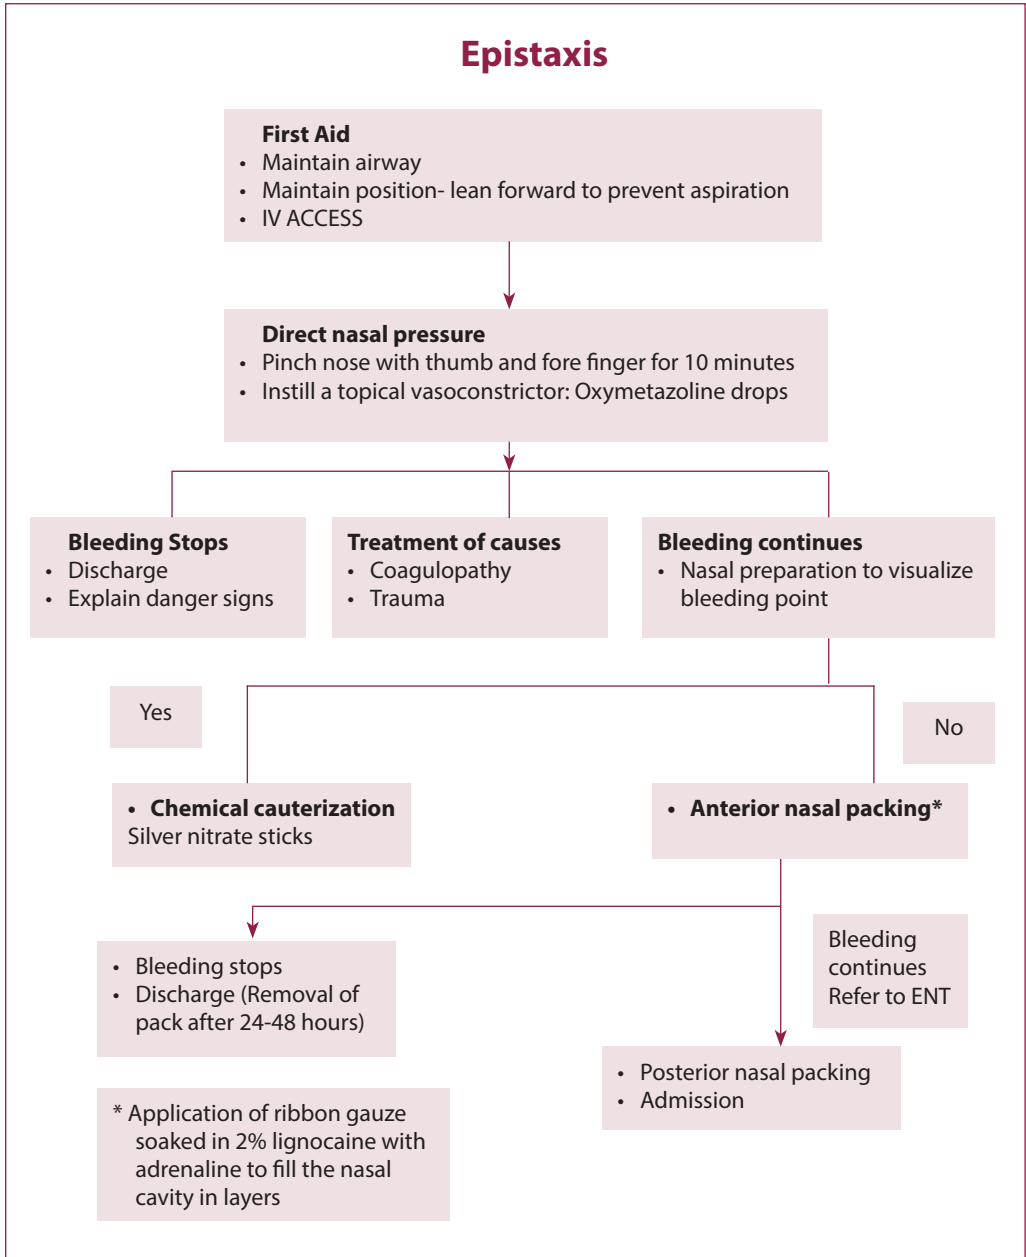 Epistaxis
First Aid
• Maintain airway
• Maintain position- lean forward to prevent aspiration
• IV ACCESS
Direct nasal pressure
• Pinch nose with thumb and fore finger for 10 minutes
• Instill a topical vasoconstrictor: Oxymetazoline drops
Bleeding Stops
• Discharge
• Explain danger signs
Treatment of causes
• Coagulopathy
• Trauma
Bleeding continues
• Nasal preparation to visualize
bleeding point
Yes
No
• Chemical cauterization
Silver nitrate sticks
• Anterior nasal packing*
• Bleeding stops
• Discharge (Removal of
pack after 24-48 hours)
Bleeding
continues
Refer to ENT
• Posterior nasal packing
• Admission
* Application of ribbon gauze
soaked in 2% lignocaine with
adrenaline to fill the nasal
cavity in layers